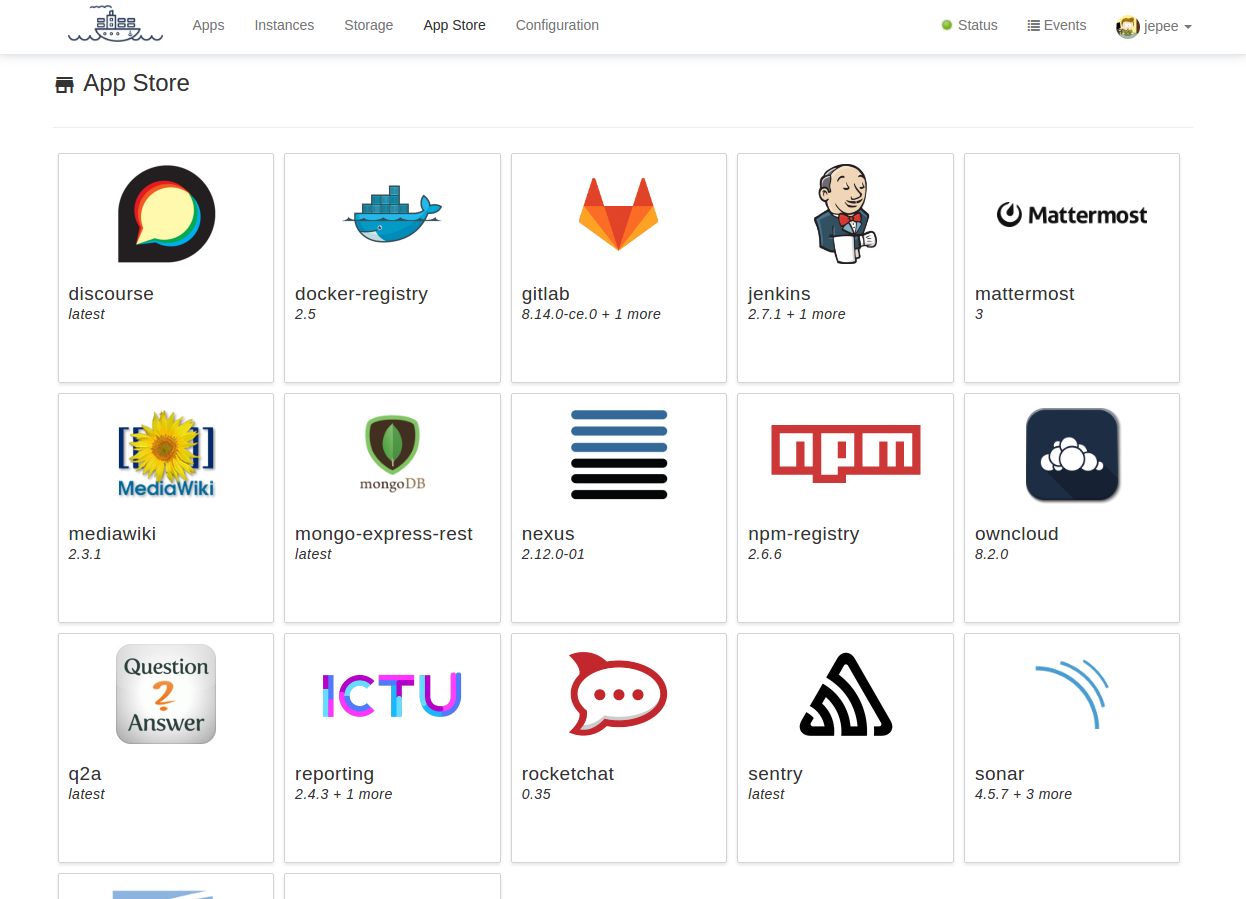 Apps Instances Storage App Store Configuration Status Events jepee
App Store
Mattermost
discourse
latest
docker-registry
2.5
gitlab
8.14.0-ce.0 + 1 more
jenkins
2.7.1 + 1 more
mattermost
3
MediaWiki
mongoDB
npm
mediawiki
2.3.1
mongo-express-rest
latest
nexus
2.12.0-01
npm-registry
2.6.6
owncloud
8.2.0
Question
2
Answer
ICTU
q2a
latest
reporting
2.4.3 + 1 more
rocketchat
0.35
sentry
latest
sonar
4.5.7 + 3 more